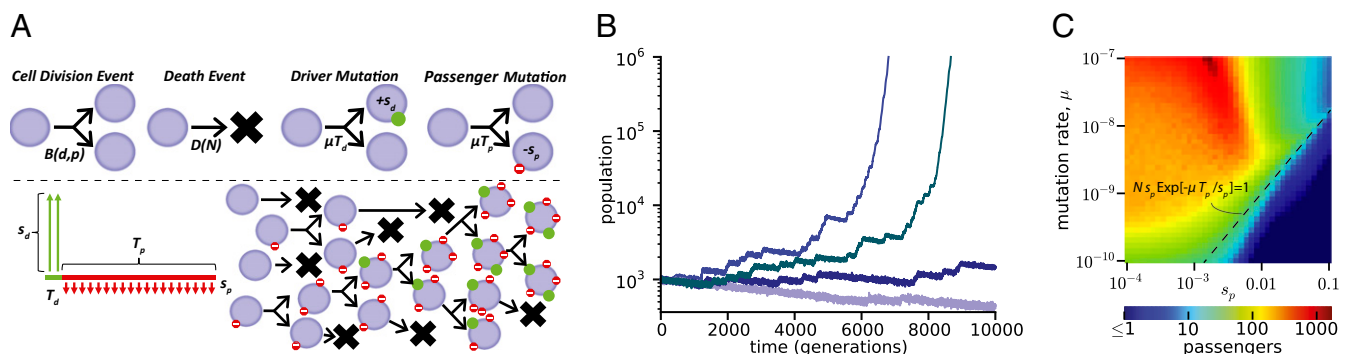 A
Cell Division Event
Death Event
Driver Mutation
Passenger Mutation
B(d,p)
D(N)
+s_d
μT_d
μT_p
-s_p
s_d
T_p
T_d
s_p
B
population
10^6
10^5
10^4
10^3
0
2000
4000
6000
8000
10000
time (generations)
C
mutation rate, μ
10^-7
10^-8
10^-9
10^-10
N s_p Exp[-μ T_p/s_p]=1
10^-4
10^-3
0.01
0.1
s_p
≤1
10
100
1000
passengers